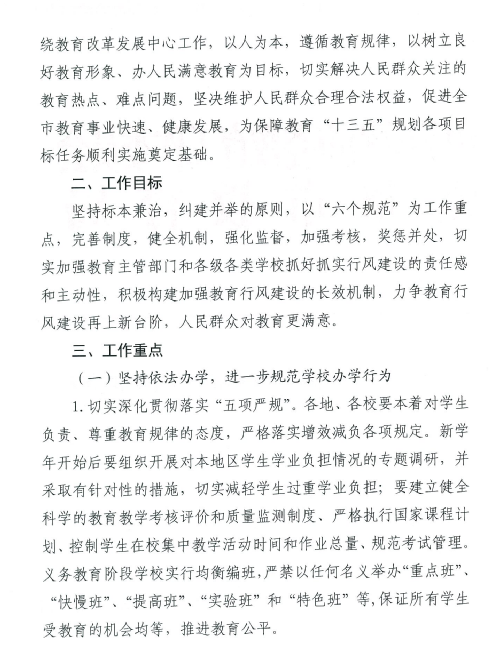 绕教育改革发展中心工作，以人为本，遵循教育规律，以树立良
好教育形象、办人民满意教育为目标，切实解决人民群众关注的
教育热点、难点问题，坚决维护人民群众合理合法权益，促进全
市教育事业快速、健康发展，为保障教育“十三五”规划各项目
标任务顺利实施奠定基础。
二、工作目标
坚持标本兼治，纠建并举的原则，以“六个规范”为工作重
点，完善制度，健全机制，强化监督，加强考核，奖惩并处，切
实加强教育主管部门和各级各类学校抓好抓实行风建设的责任感
和主动性，积极构建加强教育行风建设的长效机制，力争教育行
风建设再上新台阶，人民群众对教育更满意。
三、工作重点
（一）坚持依法办学，进一步规范学校办学行为
1.切实深化贯彻落实“五项严规”。各地、各校要本着对学生
负责、尊重教育规律的态度，严格落实增效减负各项规定。新学
年开始后要组织开展对本地区学生学业负担情况的专题调研，并
采取有针对性的措施，切实减轻学生过重学业负担；要建立健全
科学的教育教学考核评价和质量监测制度、严格执行国家课程计
划、控制学生在校集中教学活动时间和作业总量、规范考试管理。
义务教育阶段学校实行均衡编班，严禁以任何名义举办“重点班”、
“快慢班”、“提高班”、“实验班”和“特色班”等，保证所有学生
受教育的机会均等，推进教育公平。